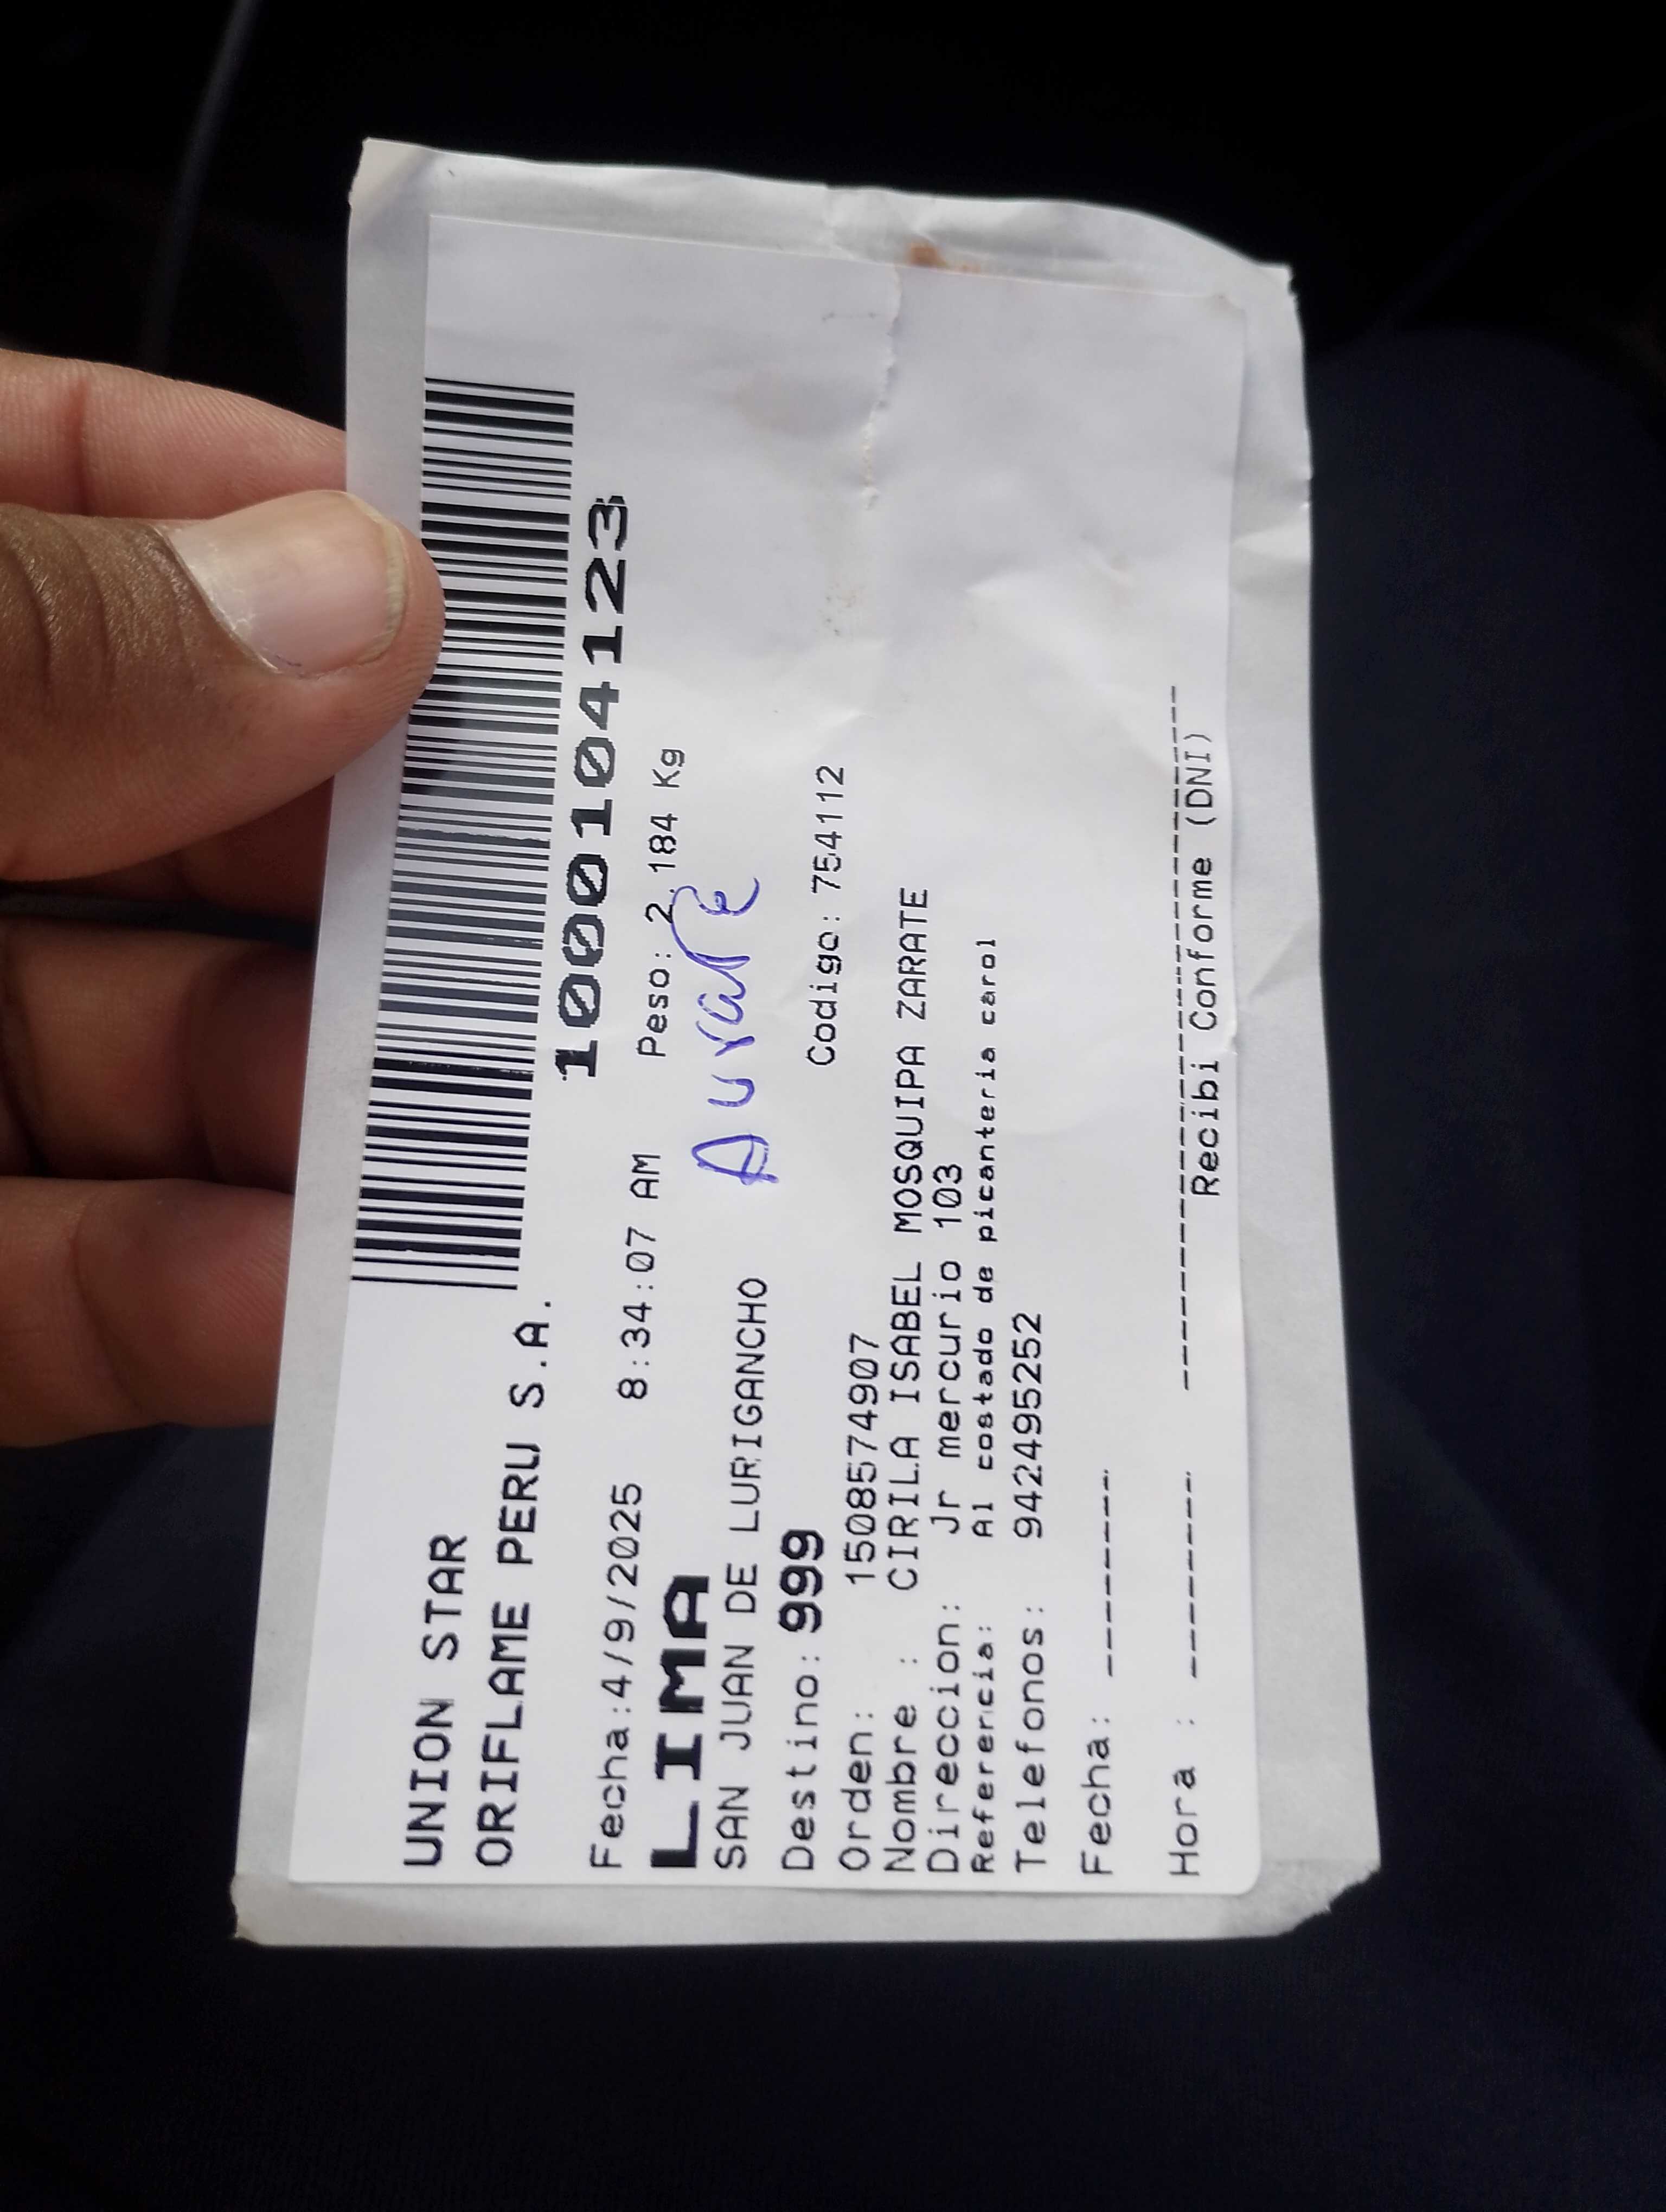 UNION STAR
ORIFLAME PERU S.A.
1000104123
Fecha:4/9/2025 8:34:07 AM Peso: 2.184 Kg
LIMA
SAN JUAN DE LURIGANCHO
Destino: 999 Codigo: 754112
Orden: 1508574907
Nombre : CIRILA ISABEL MOSQUIPA ZARATE
Direccion: Jr mercurio 103
Referencia: Al costado de picanteria carol
Telefonos: 942495252
Fecha: --------
Hora : --------
Recibi Conforme (DNI)